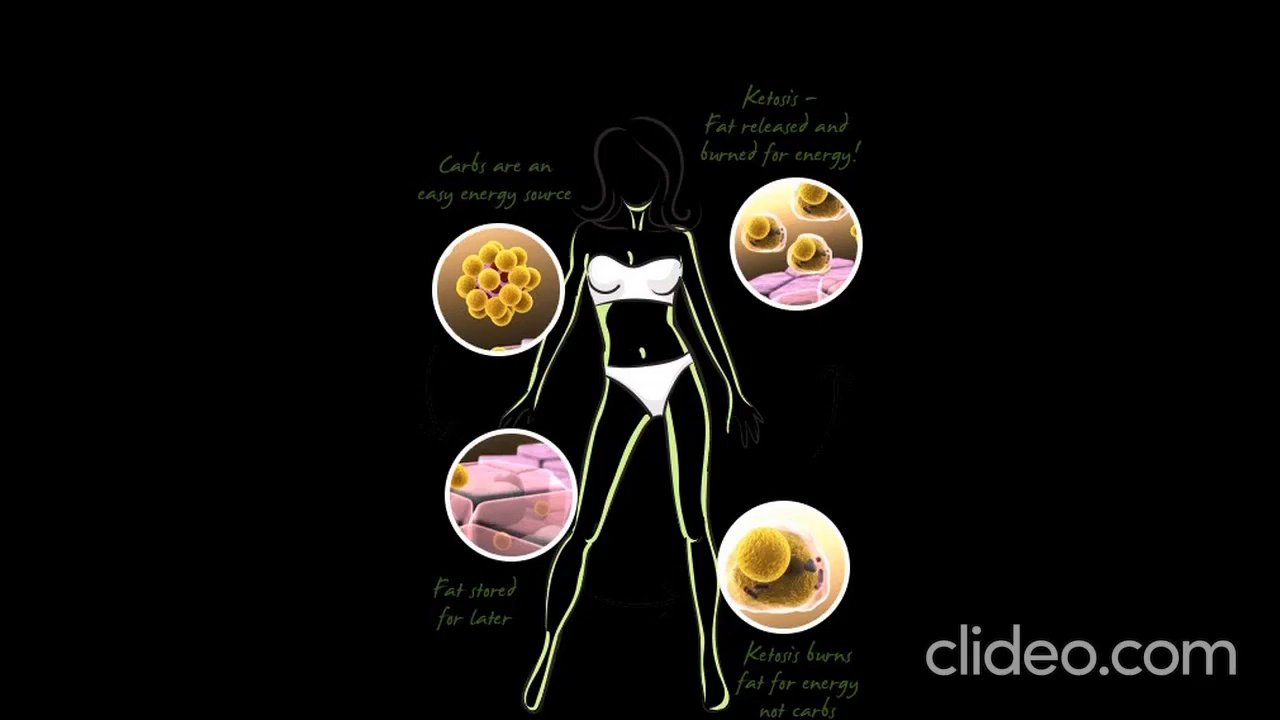 Carbs are an
easy energy source
Ketosis –
Fat released and
burned for energy!
Fat stored
for later
Ketosis burns
fat for energy
not carbs
clideo.com